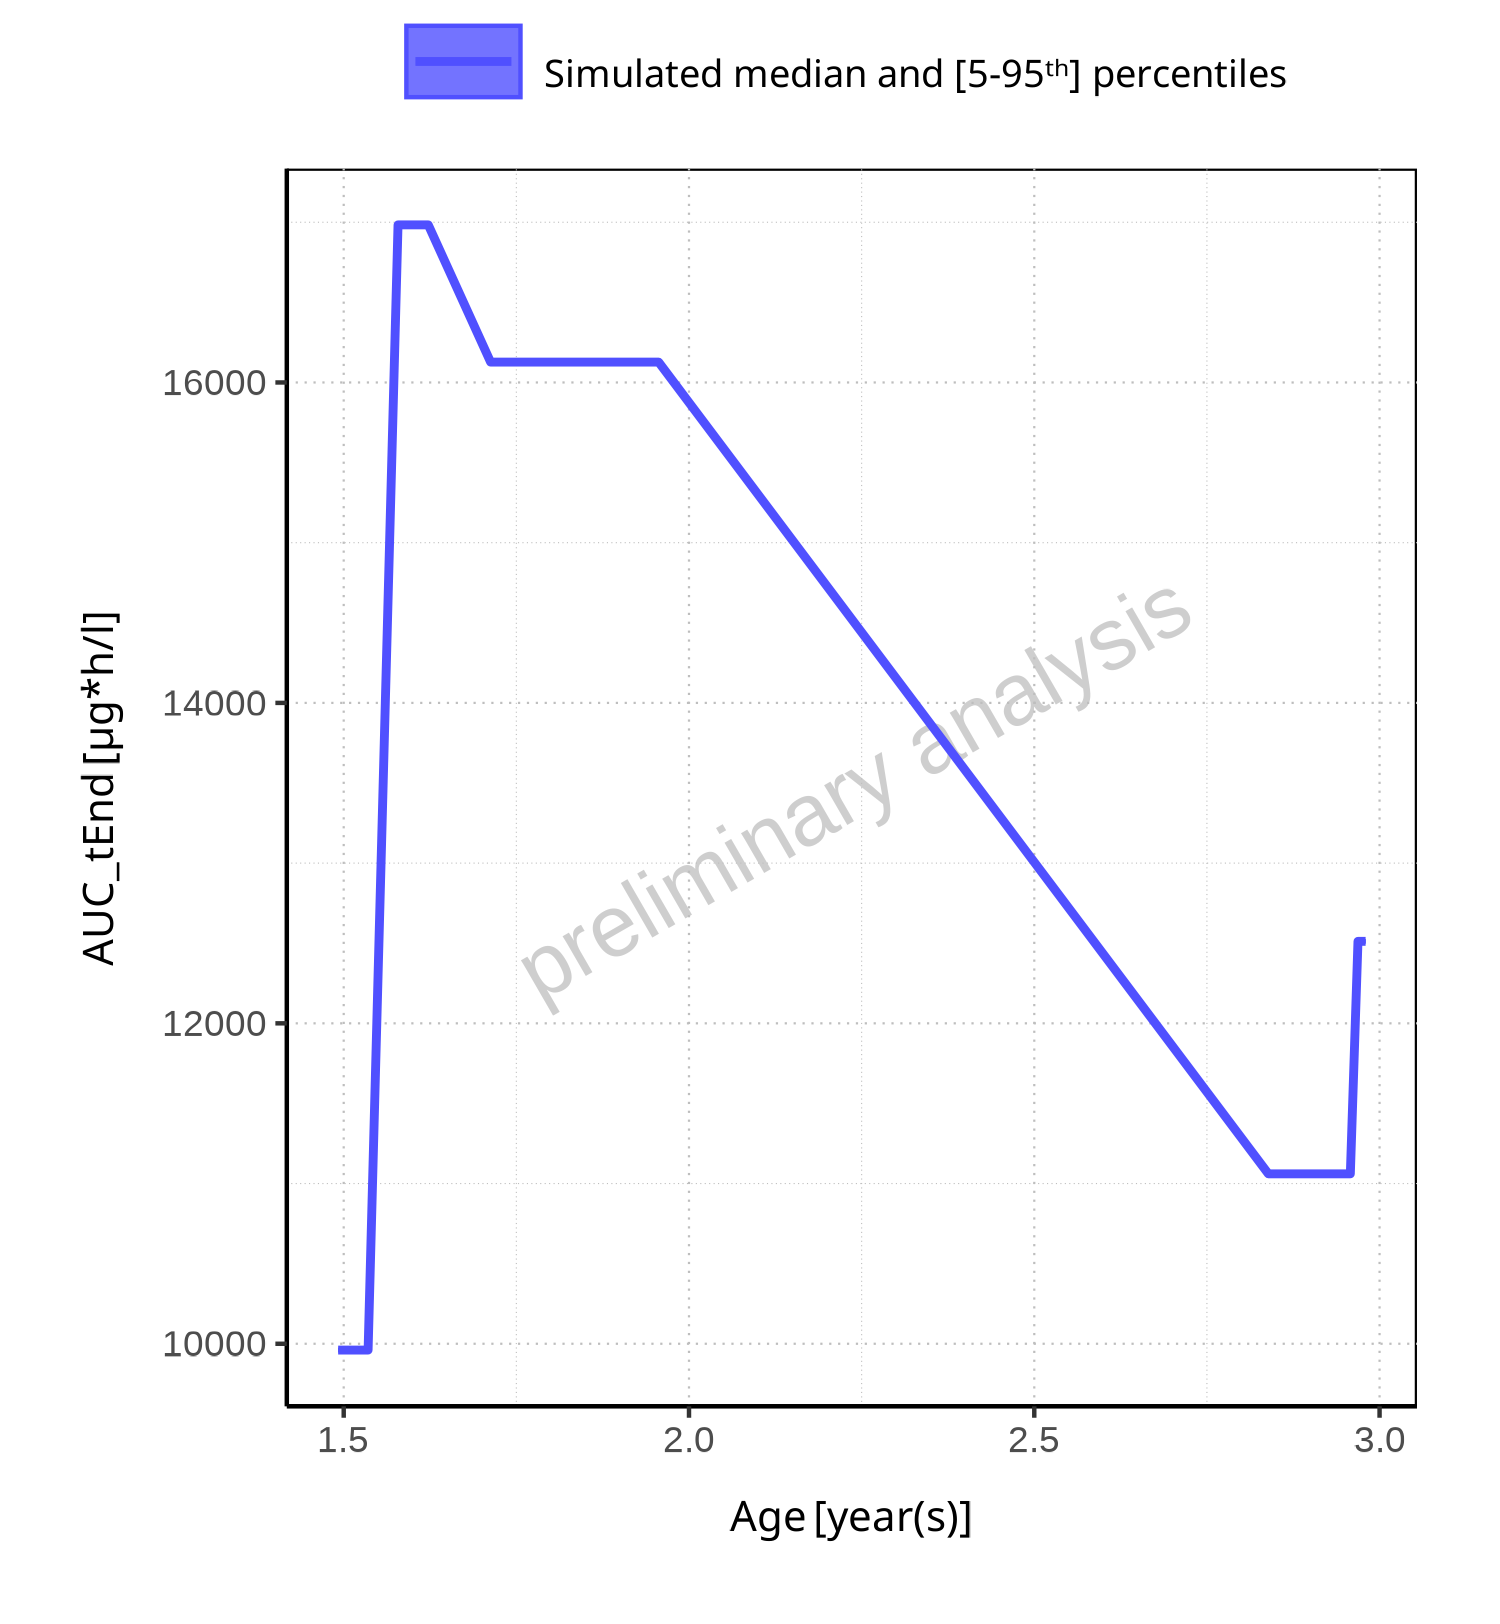 Simulated median and [5-95ᵗʰ] percentiles
16000
14000
12000
10000
AUC_tEnd [µg*h/l]
preliminary analysis
1.5 2.0 2.5 3.0
Age [year(s)]